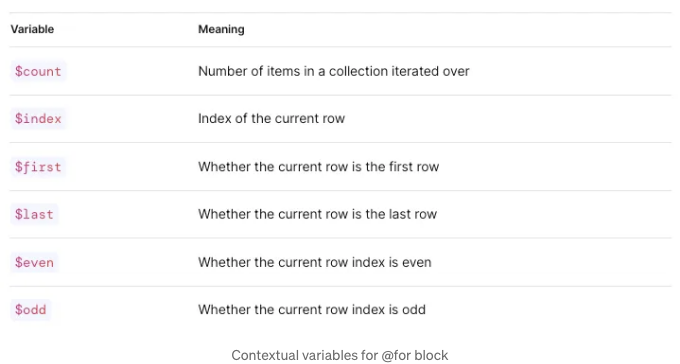 Variable Meaning
$count Number of items in a collection iterated over
$index Index of the current row
$first Whether the current row is the first row
$last Whether the current row is the last row
$even Whether the current row index is even
$odd Whether the current row index is odd
Contextual variables for @for block